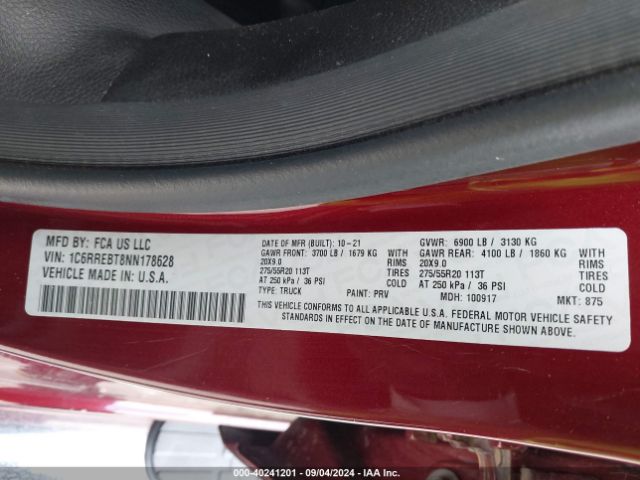 MFD BY: FCA US LLC
VIN: 1C6RREBT8NN178628
VEHICLE MADE IN U.S.A.
DATE OF MFR (BUILT): 10-21
GAWR FRONT: 3700 LB / 1679 KG WITH
20X9.0 RIMS
275/55R20 113T TIRES
AT 250 kPa / 36 PSI COLD
TYPE: TRUCK PAINT: PRV
GVWR: 6900 LB / 3130 KG
GAWR REAR: 4100 LB / 1860 KG WITH
20X9.0 RIMS
275/55R20 113T TIRES
AT 250 kPa / 36 PSI COLD
MDH: 100917 MKT: 875
THIS VEHICLE CONFORMS TO ALL APPLICABLE U.S.A. FEDERAL MOTOR VEHICLE SAFETY
STANDARDS IN EFFECT ON THE DATE OF MANUFACTURE SHOWN ABOVE.
000-40241201 - 09/04/2024 - IAA Inc.